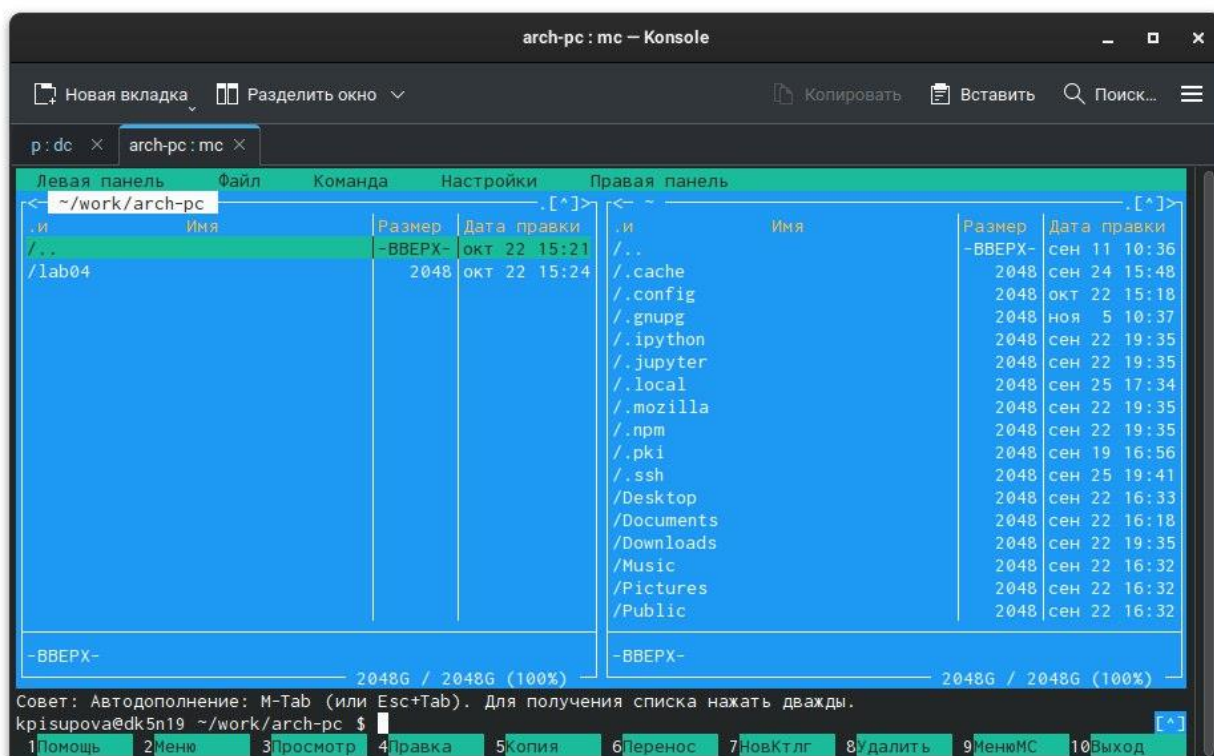 arch-pc : mc — Konsole
Новая вкладка Разделить окно Копировать Вставить Поиск...
p : dc arch-pc : mc
Левая панель Файл Команда Настройки Правая панель
<— ~/work/arch-pc .[^]> <— ~ .[^]>
.и Имя Размер Дата правки .и Имя Размер Дата правки
/.. -ВВЕРХ- окт 22 15:21 /.. -ВВЕРХ- сен 11 10:36
/lab04 2048 окт 22 15:24 /.cache 2048 сен 24 15:48
/.config 2048 окт 22 15:18
/.gnupg 2048 ноя 5 10:37
/.ipython 2048 сен 22 19:35
/.jupyter 2048 сен 22 19:35
/.local 2048 сен 25 17:34
/.mozilla 2048 сен 22 19:35
/.npm 2048 сен 22 19:35
/.pki 2048 сен 19 16:56
/.ssh 2048 сен 25 19:41
/Desktop 2048 сен 22 16:33
/Documents 2048 сен 22 16:18
/Downloads 2048 сен 22 19:35
/Music 2048 сен 22 16:32
/Pictures 2048 сен 22 16:32
/Public 2048 сен 22 16:32
-ВВЕРХ- -ВВЕРХ-
2048G / 2048G (100%) 2048G / 2048G (100%)
Совет: Автодополнение: M-Tab (или Esc+Tab). Для получения списка нажать дважды.
kpisupova@dk5n19 ~/work/arch-pc $ [^]
1Помощь 2Меню 3Просмотр 4Правка 5Копия 6Перенос 7НовКтлг 8Удалить 9МенюMC 10Выход